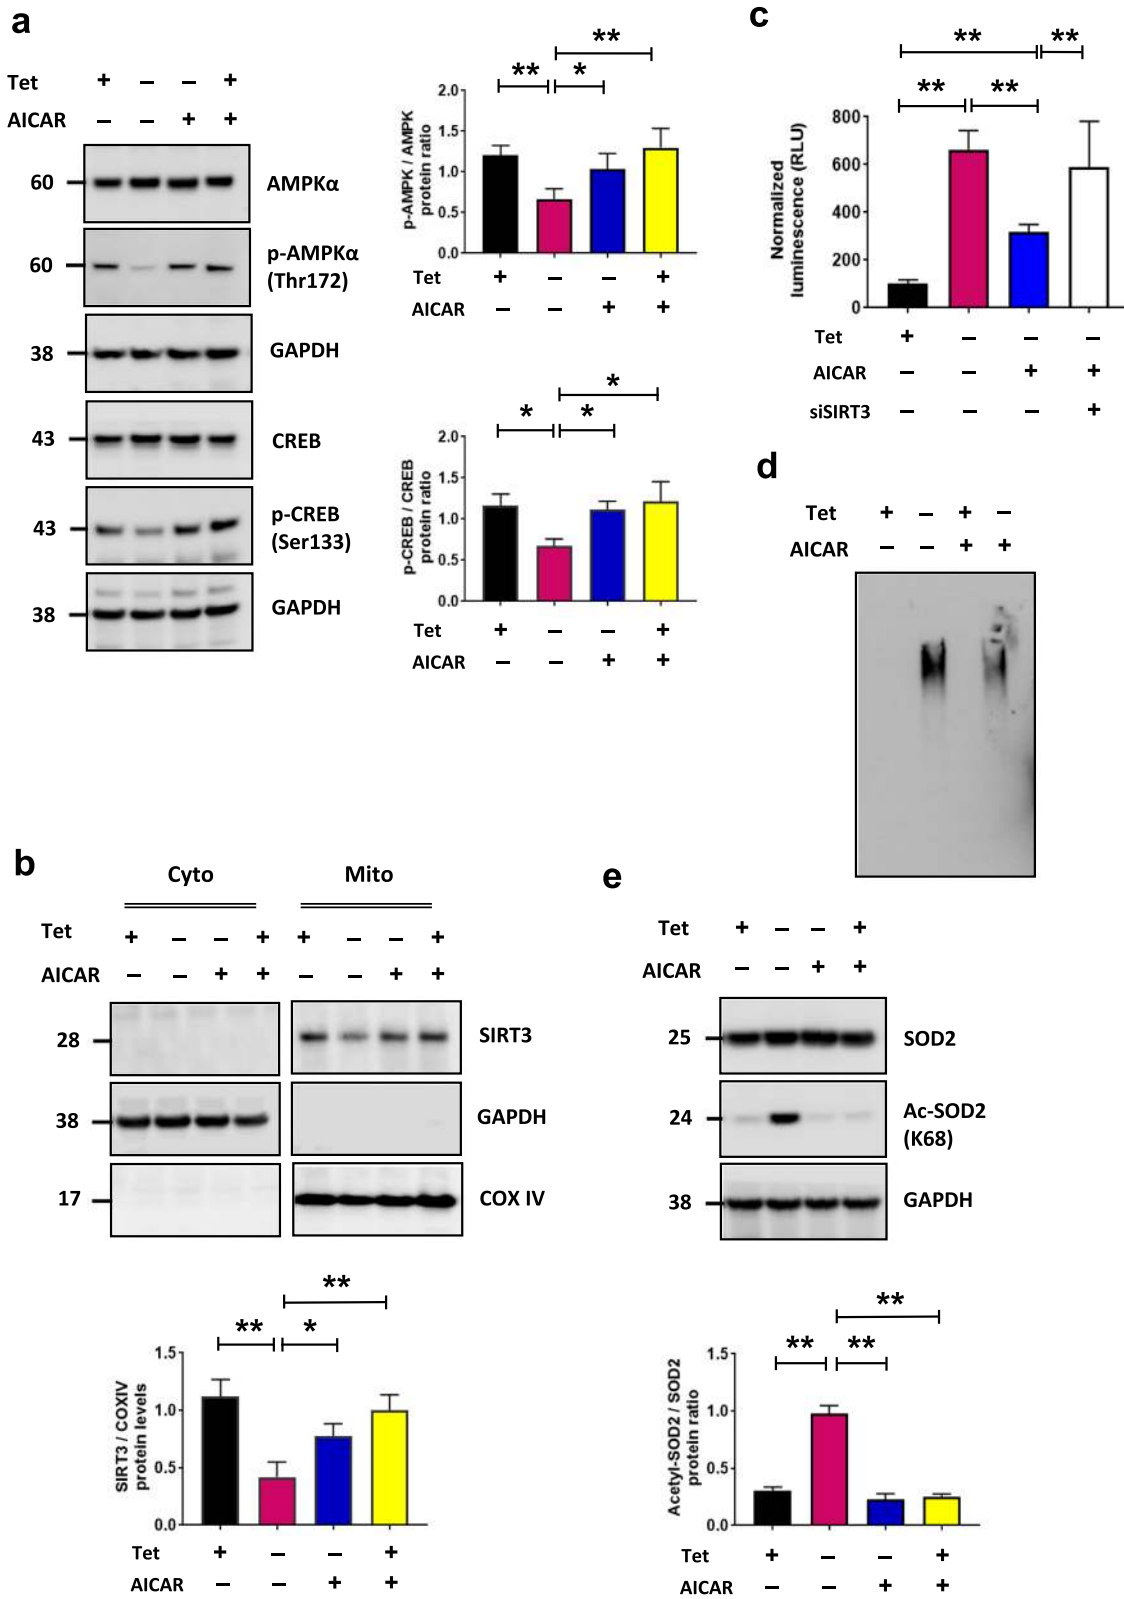 a
Tet + – – +
AICAR – – + +
60 AMPKα
60 p-AMPKα
(Thr172)
38 GAPDH
43 CREB
43 p-CREB
(Ser133)
38 GAPDH
**
** *
p-AMPK / AMPK
protein ratio
2.0
1.5
1.0
0.5
0.0
Tet + – – +
AICAR – – + +
*
* *
p-CREB / CREB
protein ratio
2.0
1.5
1.0
0.5
0.0
Tet + – – +
AICAR – – + +
c
** **
** **
Normalized
luminescence (RLU)
800
600
400
200
0
Tet + – – –
AICAR – – + +
siSIRT3 – – – +
d
Tet + – + –
AICAR – – + +
b
Cyto Mito
Tet + – – + + – – +
AICAR – – + + – – + +
28 SIRT3
38 GAPDH
17 COX IV
**
** *
SIRT3 / COXIV
protein levels
1.5
1.0
0.5
0.0
Tet + – – +
AICAR – – + +
e
Tet + – – +
AICAR – – + +
25 SOD2
24 Ac-SOD2
(K68)
38 GAPDH
**
** **
Acetyl-SOD2 / SOD2
protein ratio
1.5
1.0
0.5
0.0
Tet + – – +
AICAR – – + +